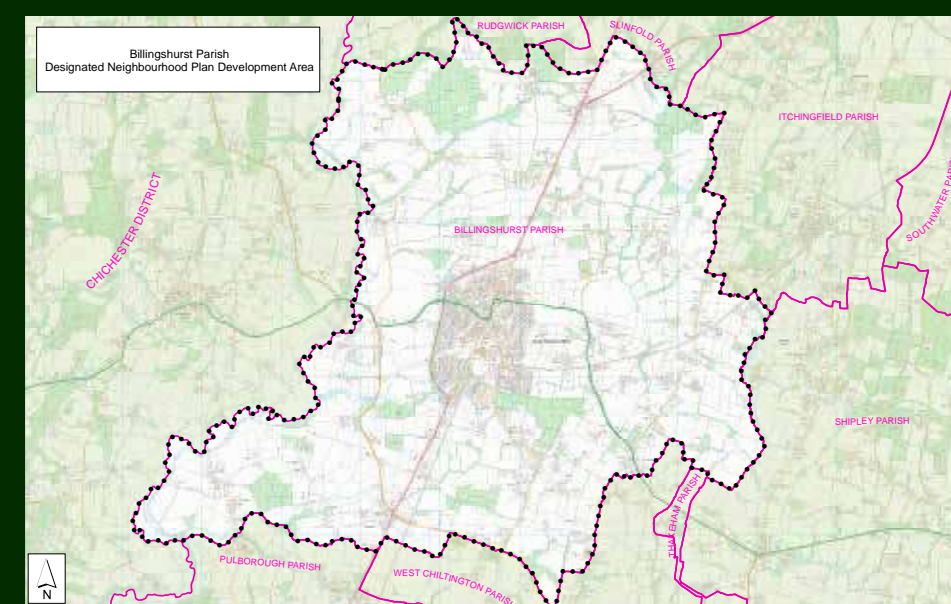 Billingshurst Parish
Designated Neighbourhood Plan Development Area
RUDGWICK PARISH
SLINFOLD PARISH
ITCHINGFIELD PARISH
CHICHESTER DISTRICT
SOUTHWATER PARISH
BILLINGSHURST PARISH
SHIPLEY PARISH
THAKEHAM PARISH
PULBOROUGH PARISH
WEST CHILTINGTON PARISH
N